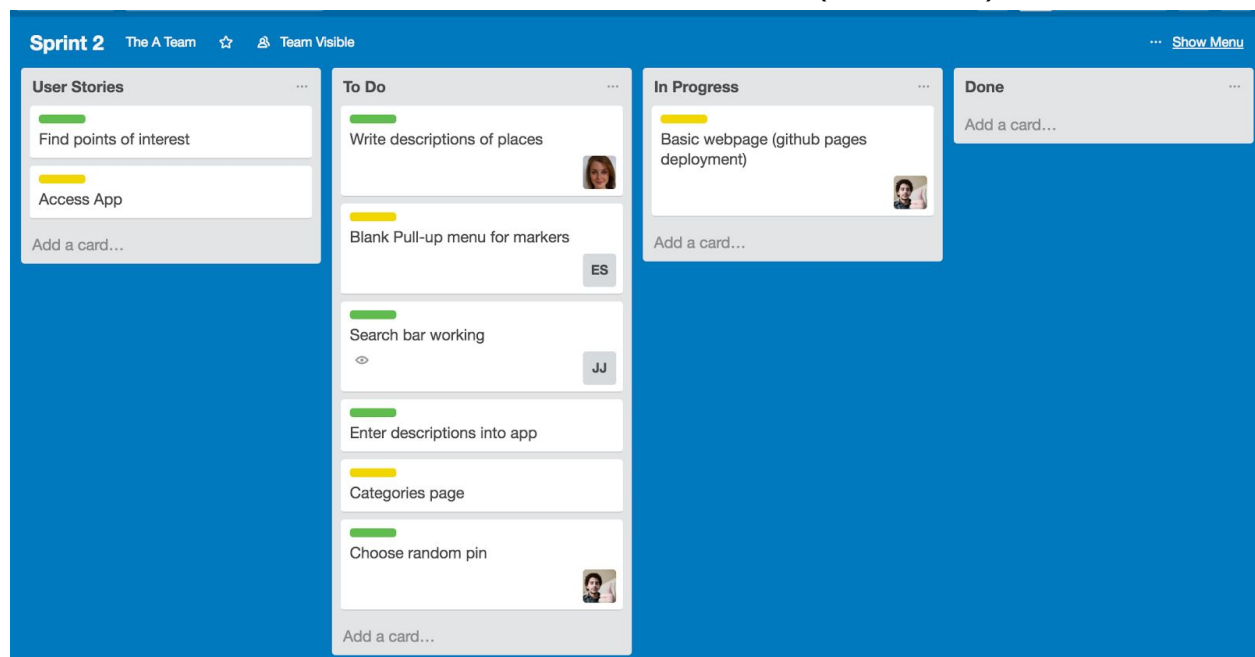 Sprint 2 The A Team Team Visible ... Show Menu
User Stories ...
Find points of interest
Access App
Add a card...
To Do ...
Write descriptions of places
Blank Pull-up menu for markers
ES
Search bar working
JJ
Enter descriptions into app
Categories page
Choose random pin
Add a card...
In Progress ...
Basic webpage (github pages
deployment)
Add a card...
Done ...
Add a card...